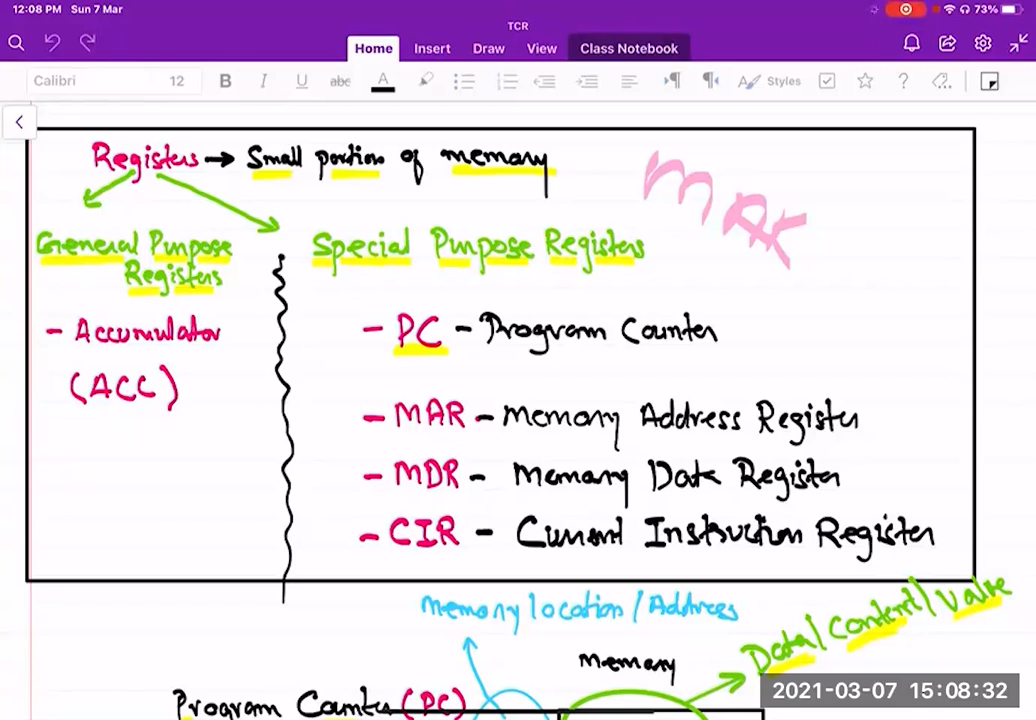 12:08 PM Sun 7 Mar
73%
TCR
Home Insert Draw View Class Notebook
Calibri 12 B I U abc A Styles
Registers → Small portion of memory
General Purpose Registers
Special Purpose Registers
- Accumulator
(ACC)
- PC - Program Counter
- MAR - Memory Address Register
- MDR - Memory Data Register
- CIR - Current Instruction Register
Memory location / Address
Data / Content / Value
Memory
Program Counter (PC)
2021-03-07 15:08:32